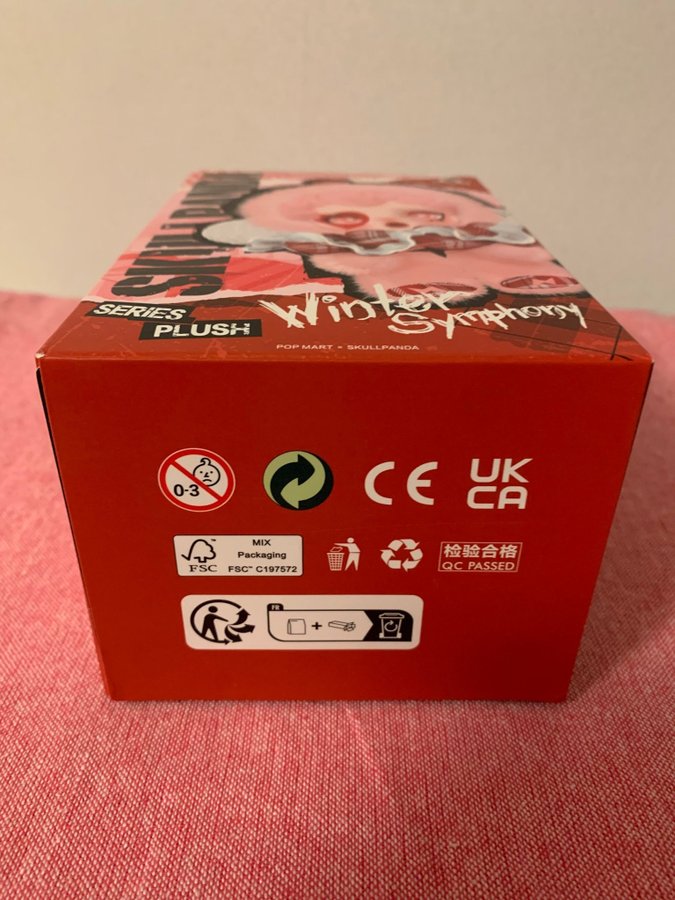 SKULLPANDA
SERiES
PLUSH
Winter
Symphony
POP MART × SKULLPANDA
0-3
CE
UK
CA
FSC
MIX
Packaging
FSC™ C197572
检验合格
QC PASSED
FR
+